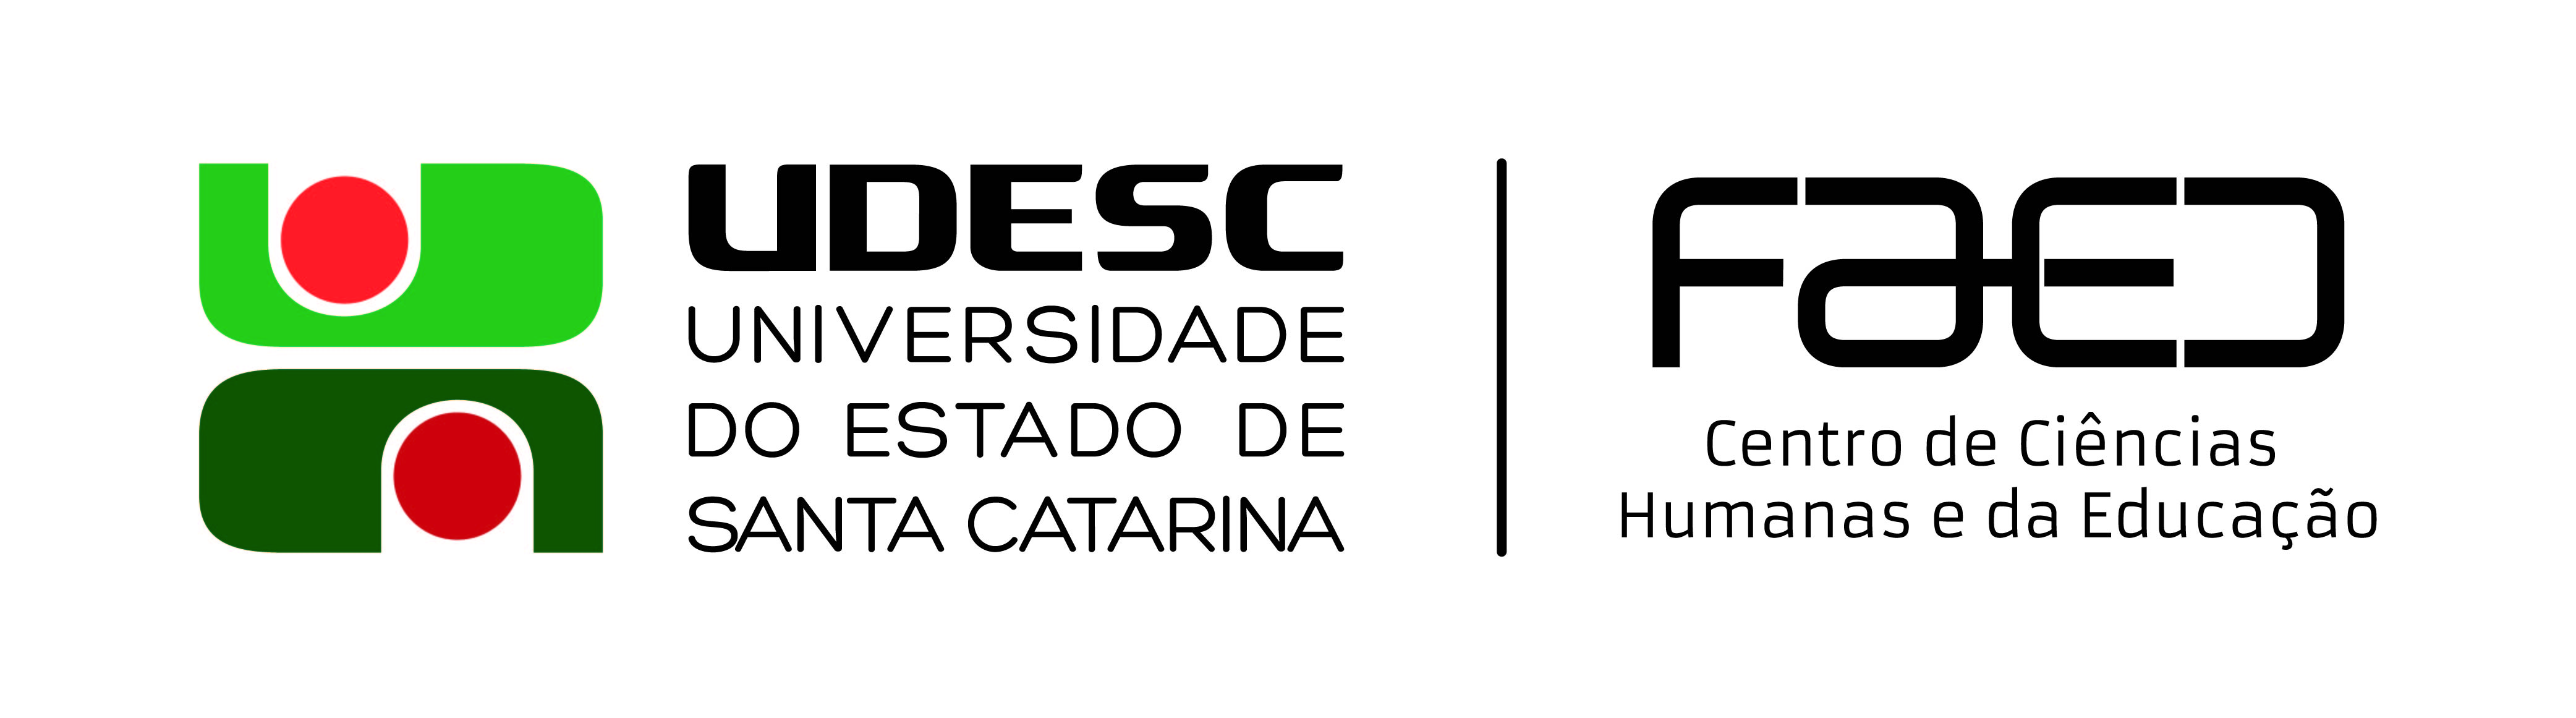 UDESC
UNIVERSIDADE
DO ESTADO DE
SANTA CATARINA
FAED
Centro de Ciências
Humanas e da Educação